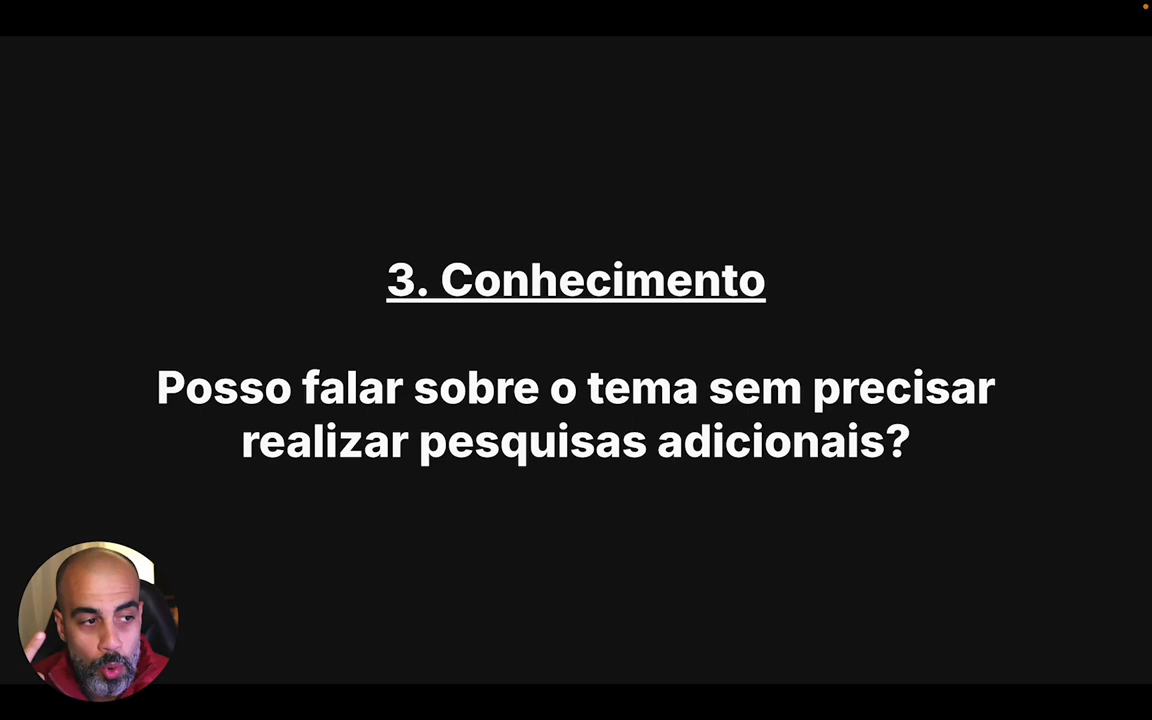 3. Conhecimento
Posso falar sobre o tema sem precisar
realizar pesquisas adicionais?